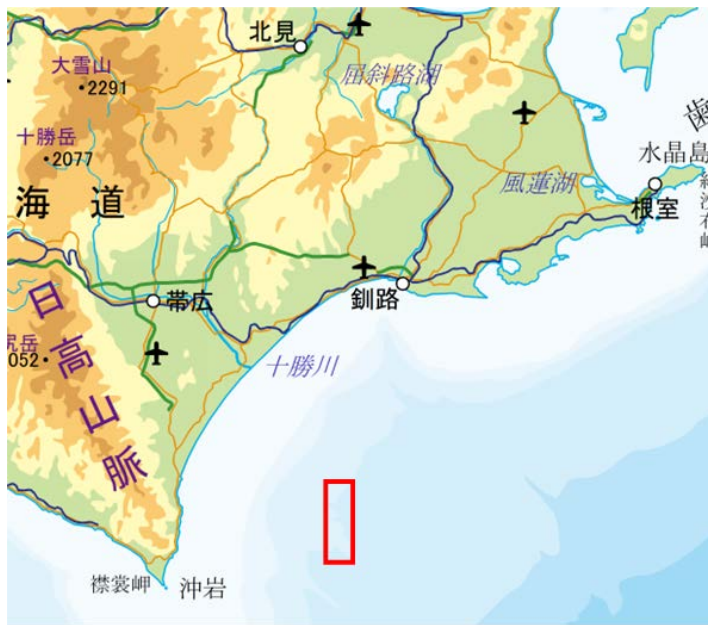 北見
大雪山
・2291
屈斜路湖
十勝岳
・2077
歯
水晶島
風蓮湖
根室
海道
釧路
帯広
十勝川
日高山脈
052・
襟裳岬
沖岩